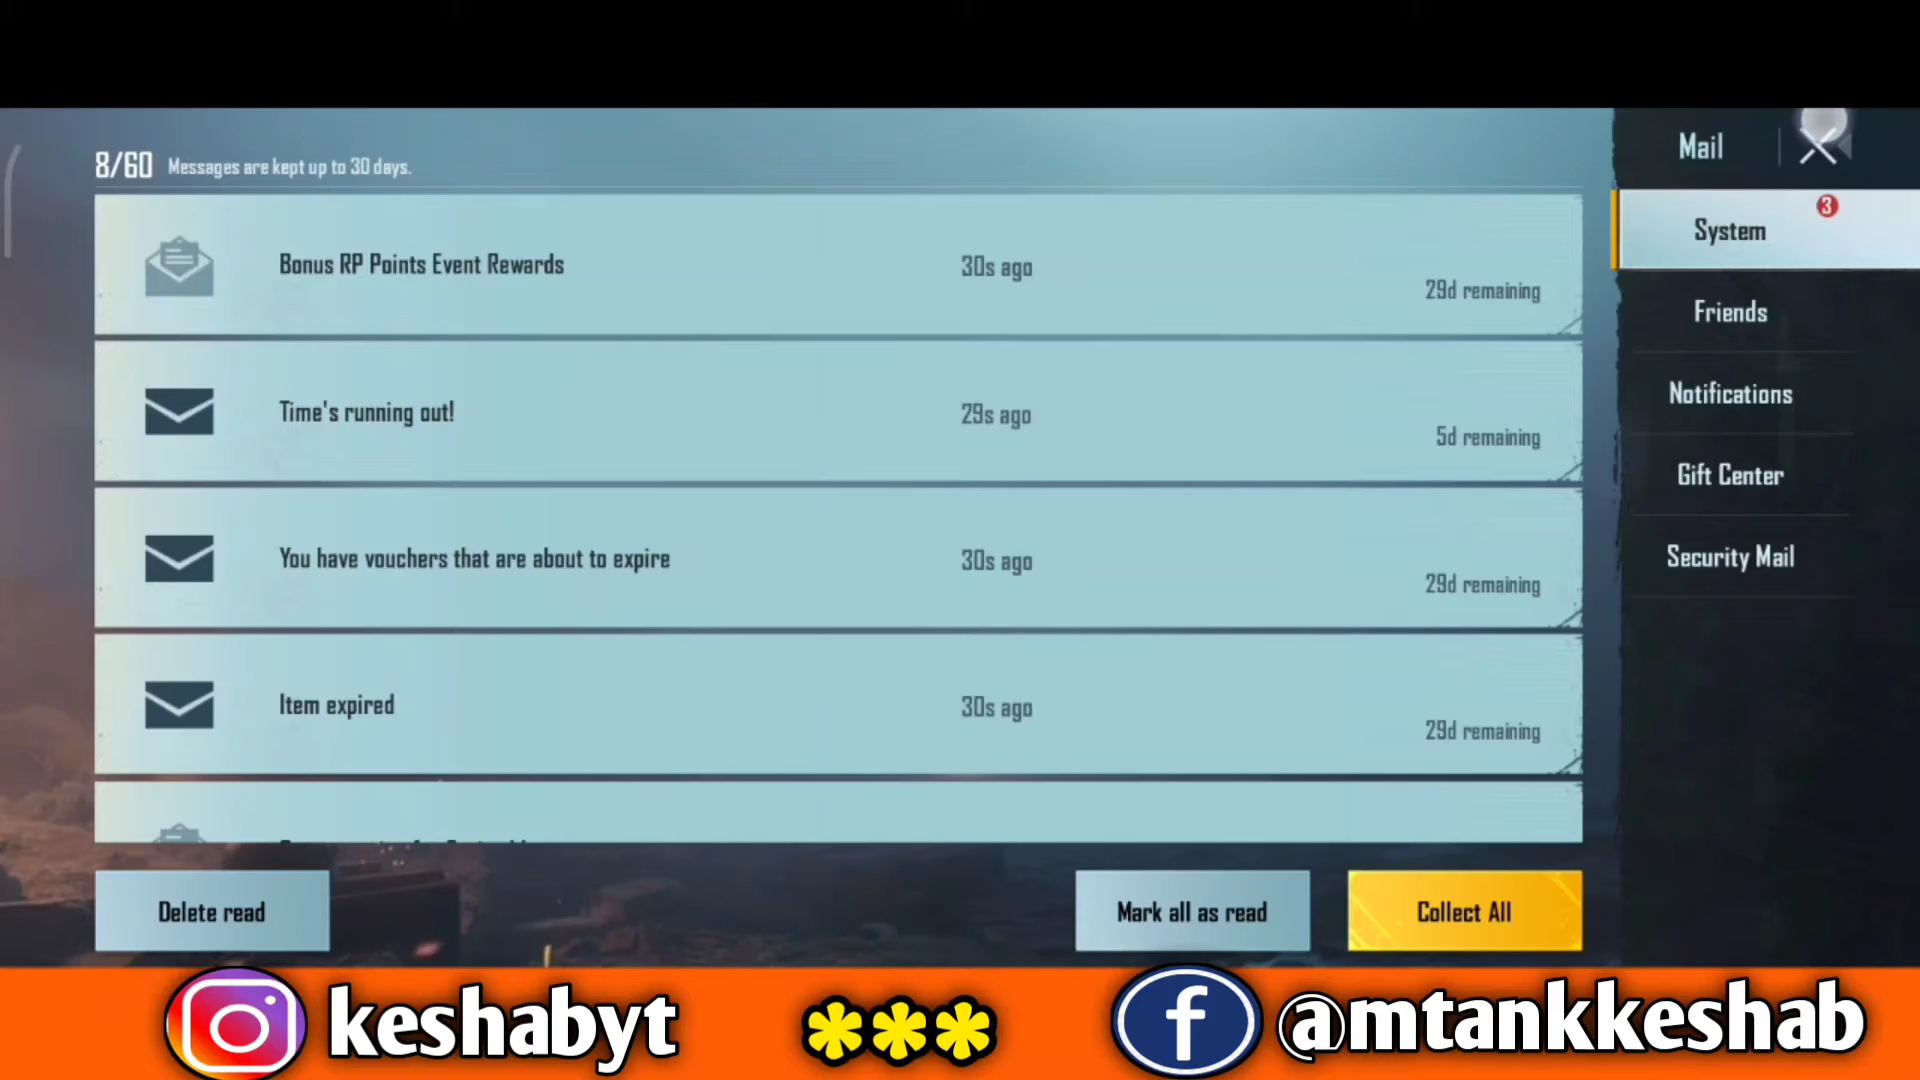 8/60 Messages are kept up to 30 days.
Mail
Bonus RP Points Event Rewards 30s ago 29d remaining
Time's running out! 29s ago 5d remaining
You have vouchers that are about to expire 30s ago 29d remaining
Item expired 30s ago 29d remaining
3
System
Friends
Notifications
Gift Center
Security Mail
Delete read
Mark all as read
Collect All
keshabyt *** f @mtankkeshab